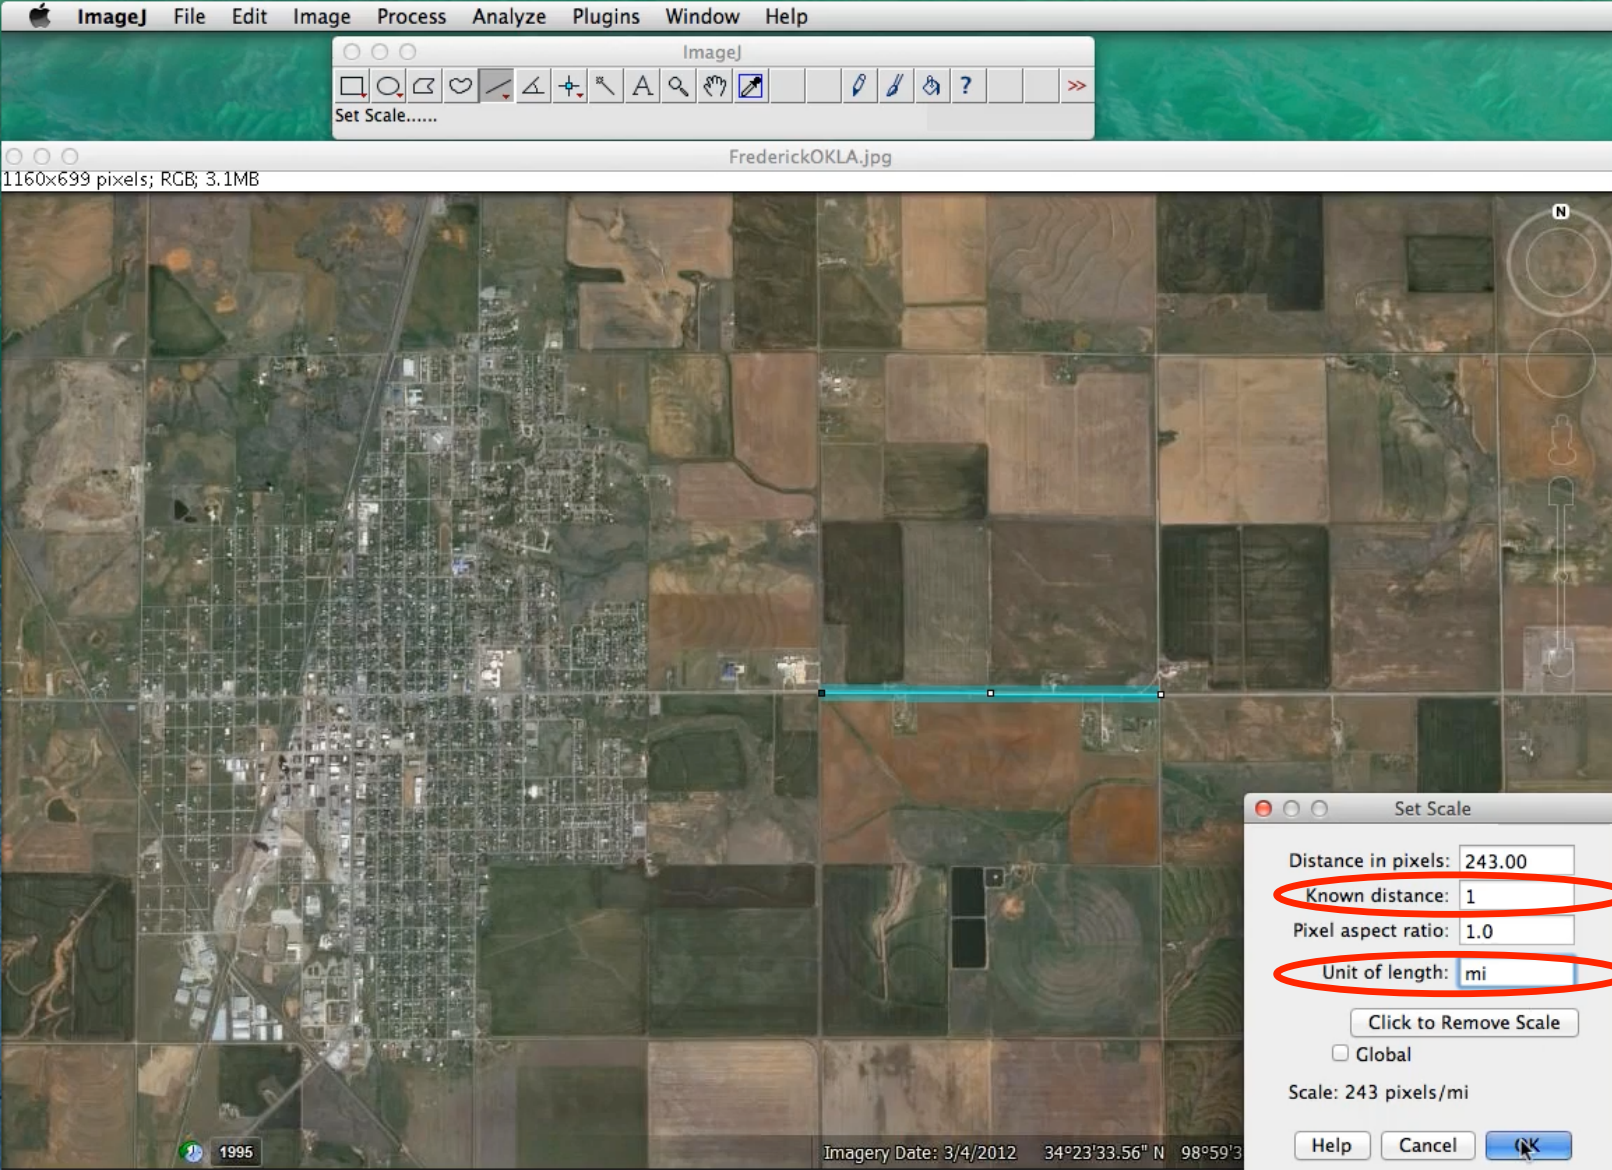 ImageJ File Edit Image Process Analyze Plugins Window Help
ImageJ
A ? >>
Set Scale......
FrederickOKLA.jpg
1160x699 pixels; RGB; 3.1MB
N
Set Scale
Distance in pixels: 243.00
Known distance: 1
Pixel aspect ratio: 1.0
Unit of length: mi
Click to Remove Scale
Global
Scale: 243 pixels/mi
Help Cancel OK
1995
Imagery Date: 3/4/2012 34°23'33.56" N 98°59'3